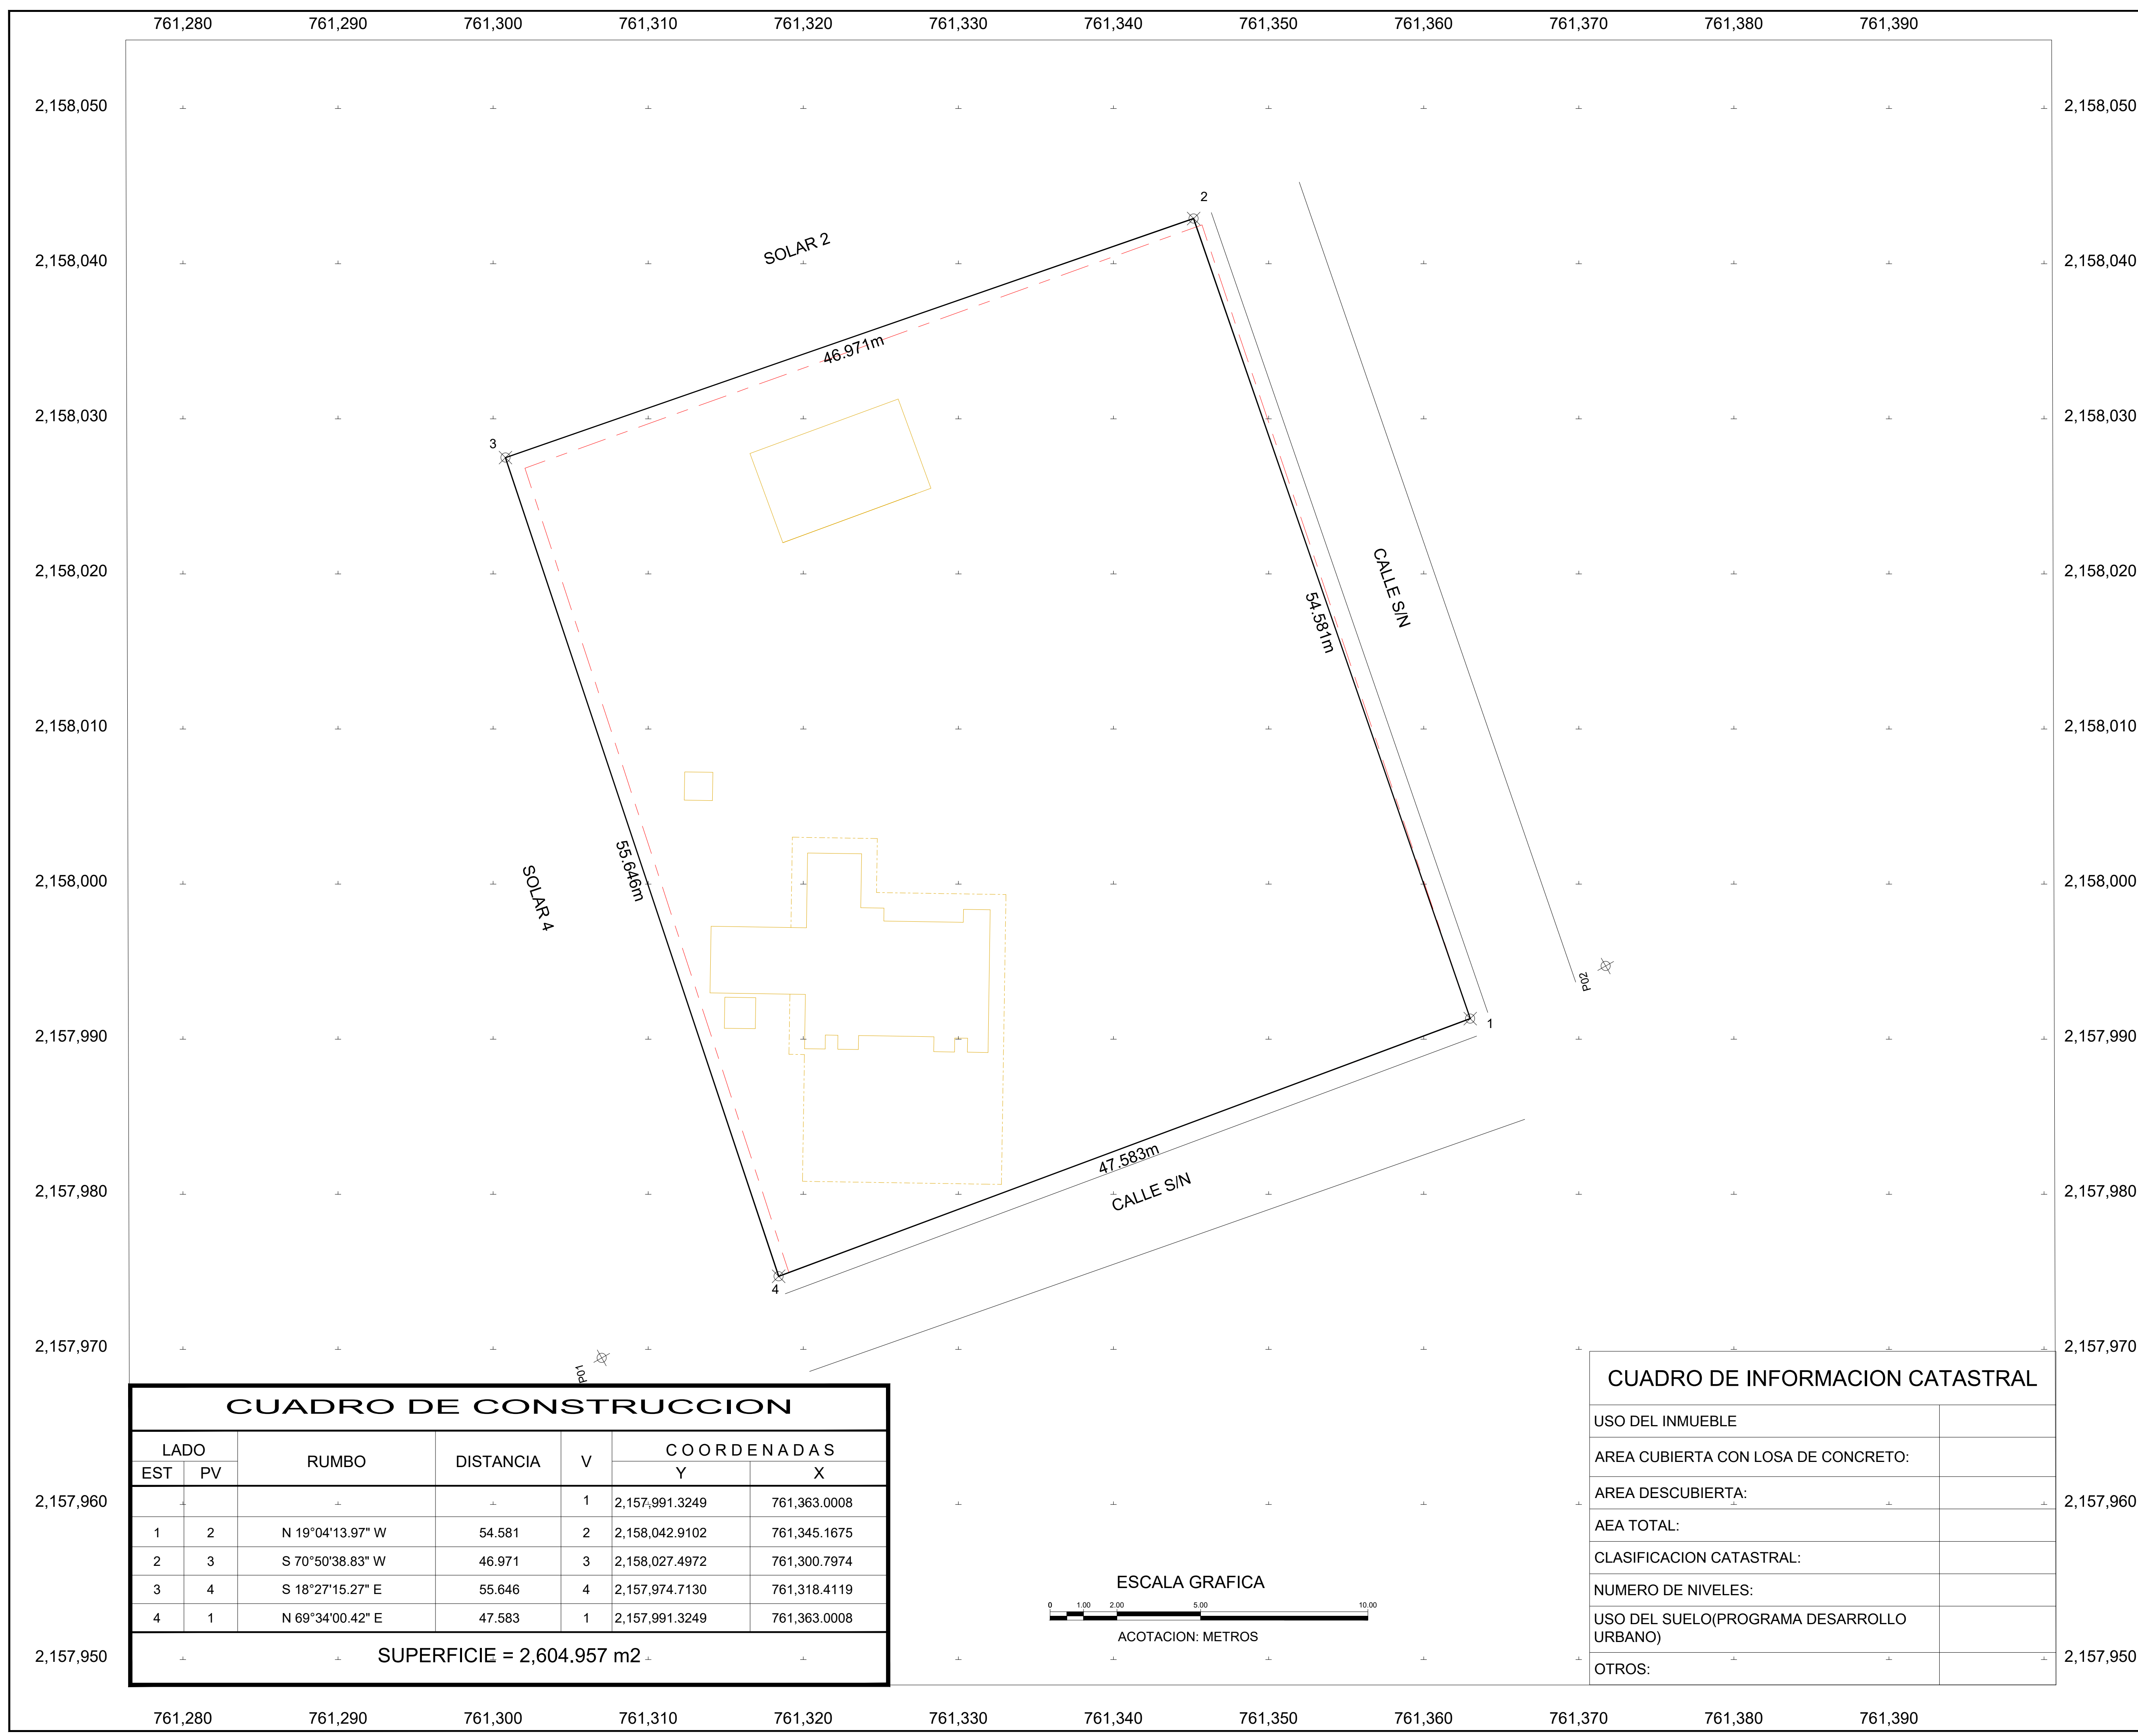 761,280 761,290 761,300 761,310 761,320 761,330 761,340 761,350 761,360 761,370 761,380 761,390
2,158,050 2,158,050
2
SOLAR 2
2,158,040 2,158,040
46.971m
2,158,030 2,158,030
3
2,158,020 2,158,020
CALLE S/N
54.581m
2,158,010 2,158,010
55.646m
SOLAR 4
2,158,000 2,158,000
P02
1
2,157,990 2,157,990
47.583m
CALLE S/N
2,157,980 2,157,980
4
2,157,970 2,157,970
P01
CUADRO DE CONSTRUCCION
LADO RUMBO DISTANCIA V COORDENADAS
EST PV Y X
1 2,157,991.3249 761,363.0008
1 2 N 19°04'13.97" W 54.581 2 2,158,042.9102 761,345.1675
2 3 S 70°50'38.83" W 46.971 3 2,158,027.4972 761,300.7974
3 4 S 18°27'15.27" E 55.646 4 2,157,974.7130 761,318.4119
4 1 N 69°34'00.42" E 47.583 1 2,157,991.3249 761,363.0008
SUPERFICIE = 2,604.957 m2
2,157,960 2,157,960
2,157,950 2,157,950
ESCALA GRAFICA
0 1.00 2.00 5.00 10.00
ACOTACION: METROS
CUADRO DE INFORMACION CATASTRAL
USO DEL INMUEBLE
AREA CUBIERTA CON LOSA DE CONCRETO:
AREA DESCUBIERTA:
AEA TOTAL:
CLASIFICACION CATASTRAL:
NUMERO DE NIVELES:
USO DEL SUELO(PROGRAMA DESARROLLO
URBANO)
OTROS:
761,280 761,290 761,300 761,310 761,320 761,330 761,340 761,350 761,360 761,370 761,380 761,390